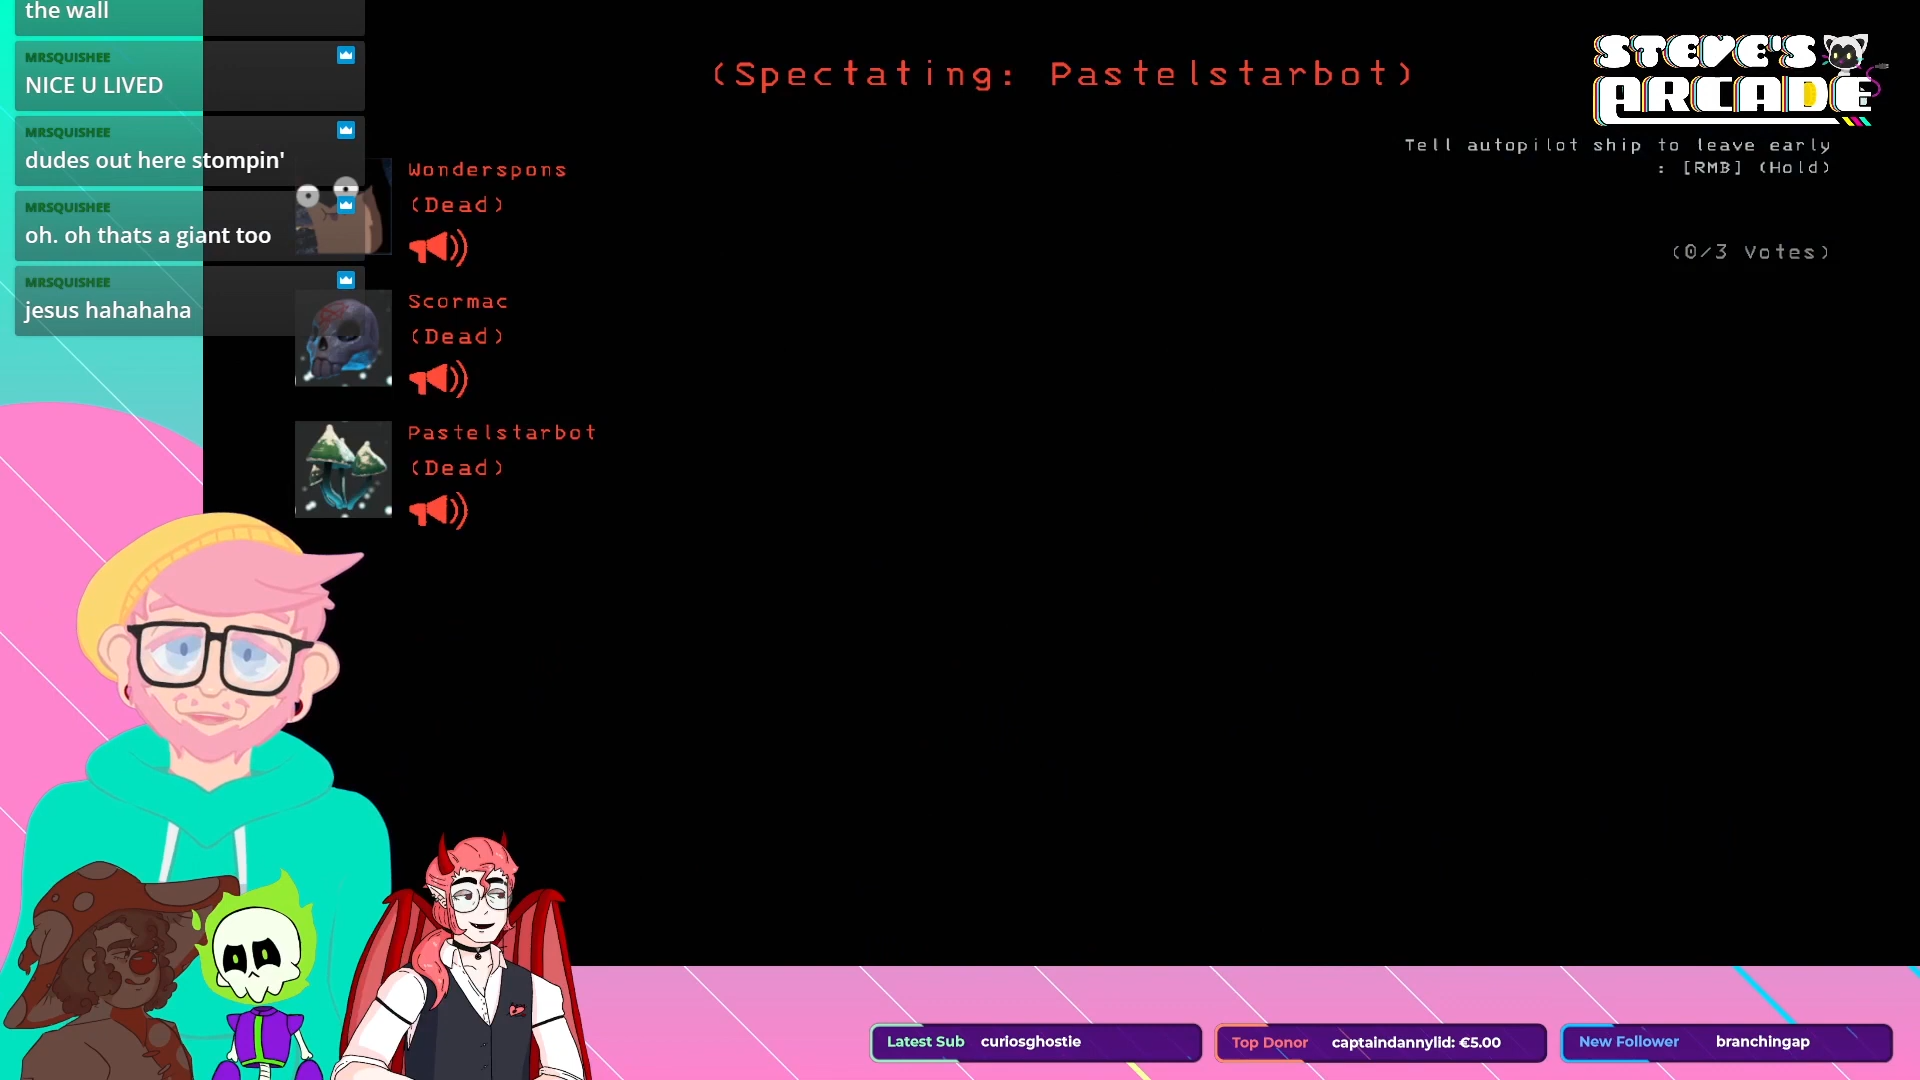 the wall
MRSQUISHEE
NICE U LIVED
MRSQUISHEE
dudes out here stompin'
MRSQUISHEE
oh. oh thats a giant too
MRSQUISHEE
jesus hahahaha
(Spectating: Pastelstarbot)
STEVE'S
ARCADE
Tell autopilot ship to leave early
: [RMB] (Hold)
(0/3 Votes)
Wonderspons
(Dead)
Scormac
(Dead)
Pastelstarbot
(Dead)
Latest Sub curiosghostie
Top Donor captaindannylid: €5.00
New Follower branchingap